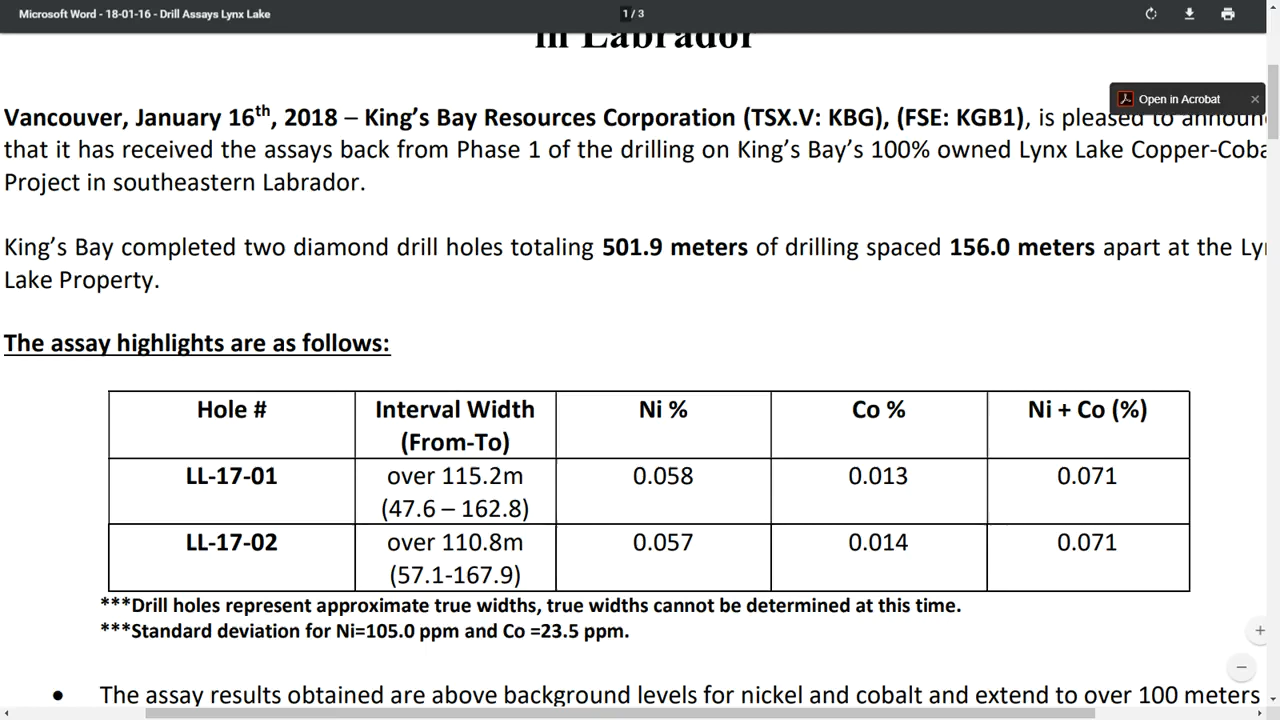 Microsoft Word - 18-01-16 - Drill Assays Lynx Lake
1 / 3
in Labrador
Open in Acrobat
Vancouver, January 16th, 2018 – King's Bay Resources Corporation (TSX.V: KBG), (FSE: KGB1), is pleased to announ
that it has received the assays back from Phase 1 of the drilling on King's Bay's 100% owned Lynx Lake Copper-Coba
Project in southeastern Labrador.
King's Bay completed two diamond drill holes totaling 501.9 meters of drilling spaced 156.0 meters apart at the Ly
Lake Property.
The assay highlights are as follows:
Hole # Interval Width Ni % Co % Ni + Co (%)
(From-To)
LL-17-01 over 115.2m 0.058 0.013 0.071
(47.6 – 162.8)
LL-17-02 over 110.8m 0.057 0.014 0.071
(57.1-167.9)
***Drill holes represent approximate true widths, true widths cannot be determined at this time.
***Standard deviation for Ni=105.0 ppm and Co =23.5 ppm.
• The assay results obtained are above background levels for nickel and cobalt and extend to over 100 meters